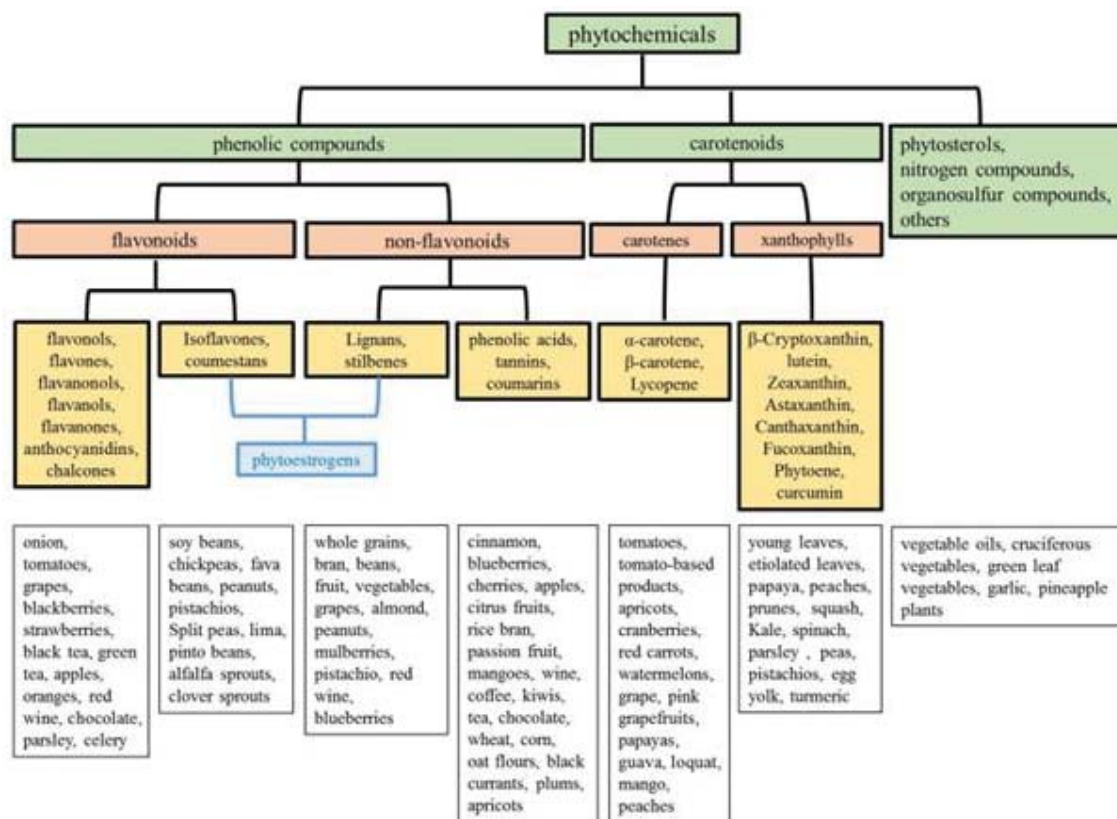 phytochemicals
phenolic compounds
carotenoids
phytosterols,
nitrogen compounds,
organosulfur compounds,
others
flavonoids
non-flavonoids
carotenes
xanthophylls
flavonols,
flavones,
flavanonols,
flavanols,
flavanones,
anthocyanidins,
chalcones
Isoflavones,
coumestans
Lignans,
stilbenes
phenolic acids,
tannins,
coumarins
α-carotene,
β-carotene,
Lycopene
β-Cryptoxanthin,
lutein,
Zeaxanthin,
Astaxanthin,
Canthaxanthin,
Fucoxanthin,
Phytoene,
curcumin
phytoestrogens
onion,
tomatoes,
grapes,
blackberries,
strawberries,
black tea, green
tea, apples,
oranges, red
wine, chocolate,
parsley, celery
soy beans,
chickpeas, fava
beans, peanuts,
pistachios,
Split peas, lima,
pinto beans,
alfalfa sprouts,
clover sprouts
whole grains,
bran, beans,
fruit, vegetables,
grapes, almond,
peanuts,
mulberries,
pistachio, red
wine,
blueberries
cinnamon,
blueberries,
cherries, apples,
citrus fruits,
rice bran,
passion fruit,
mangoes, wine,
coffee, kiwis,
tea, chocolate,
wheat, corn,
oat flours, black
currants, plums,
apricots
tomatoes,
tomato-based
products,
apricots,
cranberries,
red carrots,
watermelons,
grape, pink
grapefruits,
papayas,
guava, loquat,
mango,
peaches
young leaves,
etiolated leaves,
papaya, peaches,
prunes, squash,
Kale, spinach,
parsley , peas,
pistachios, egg
yolk, turmeric
vegetable oils, cruciferous
vegetables, green leaf
vegetables, garlic, pineapple
plants